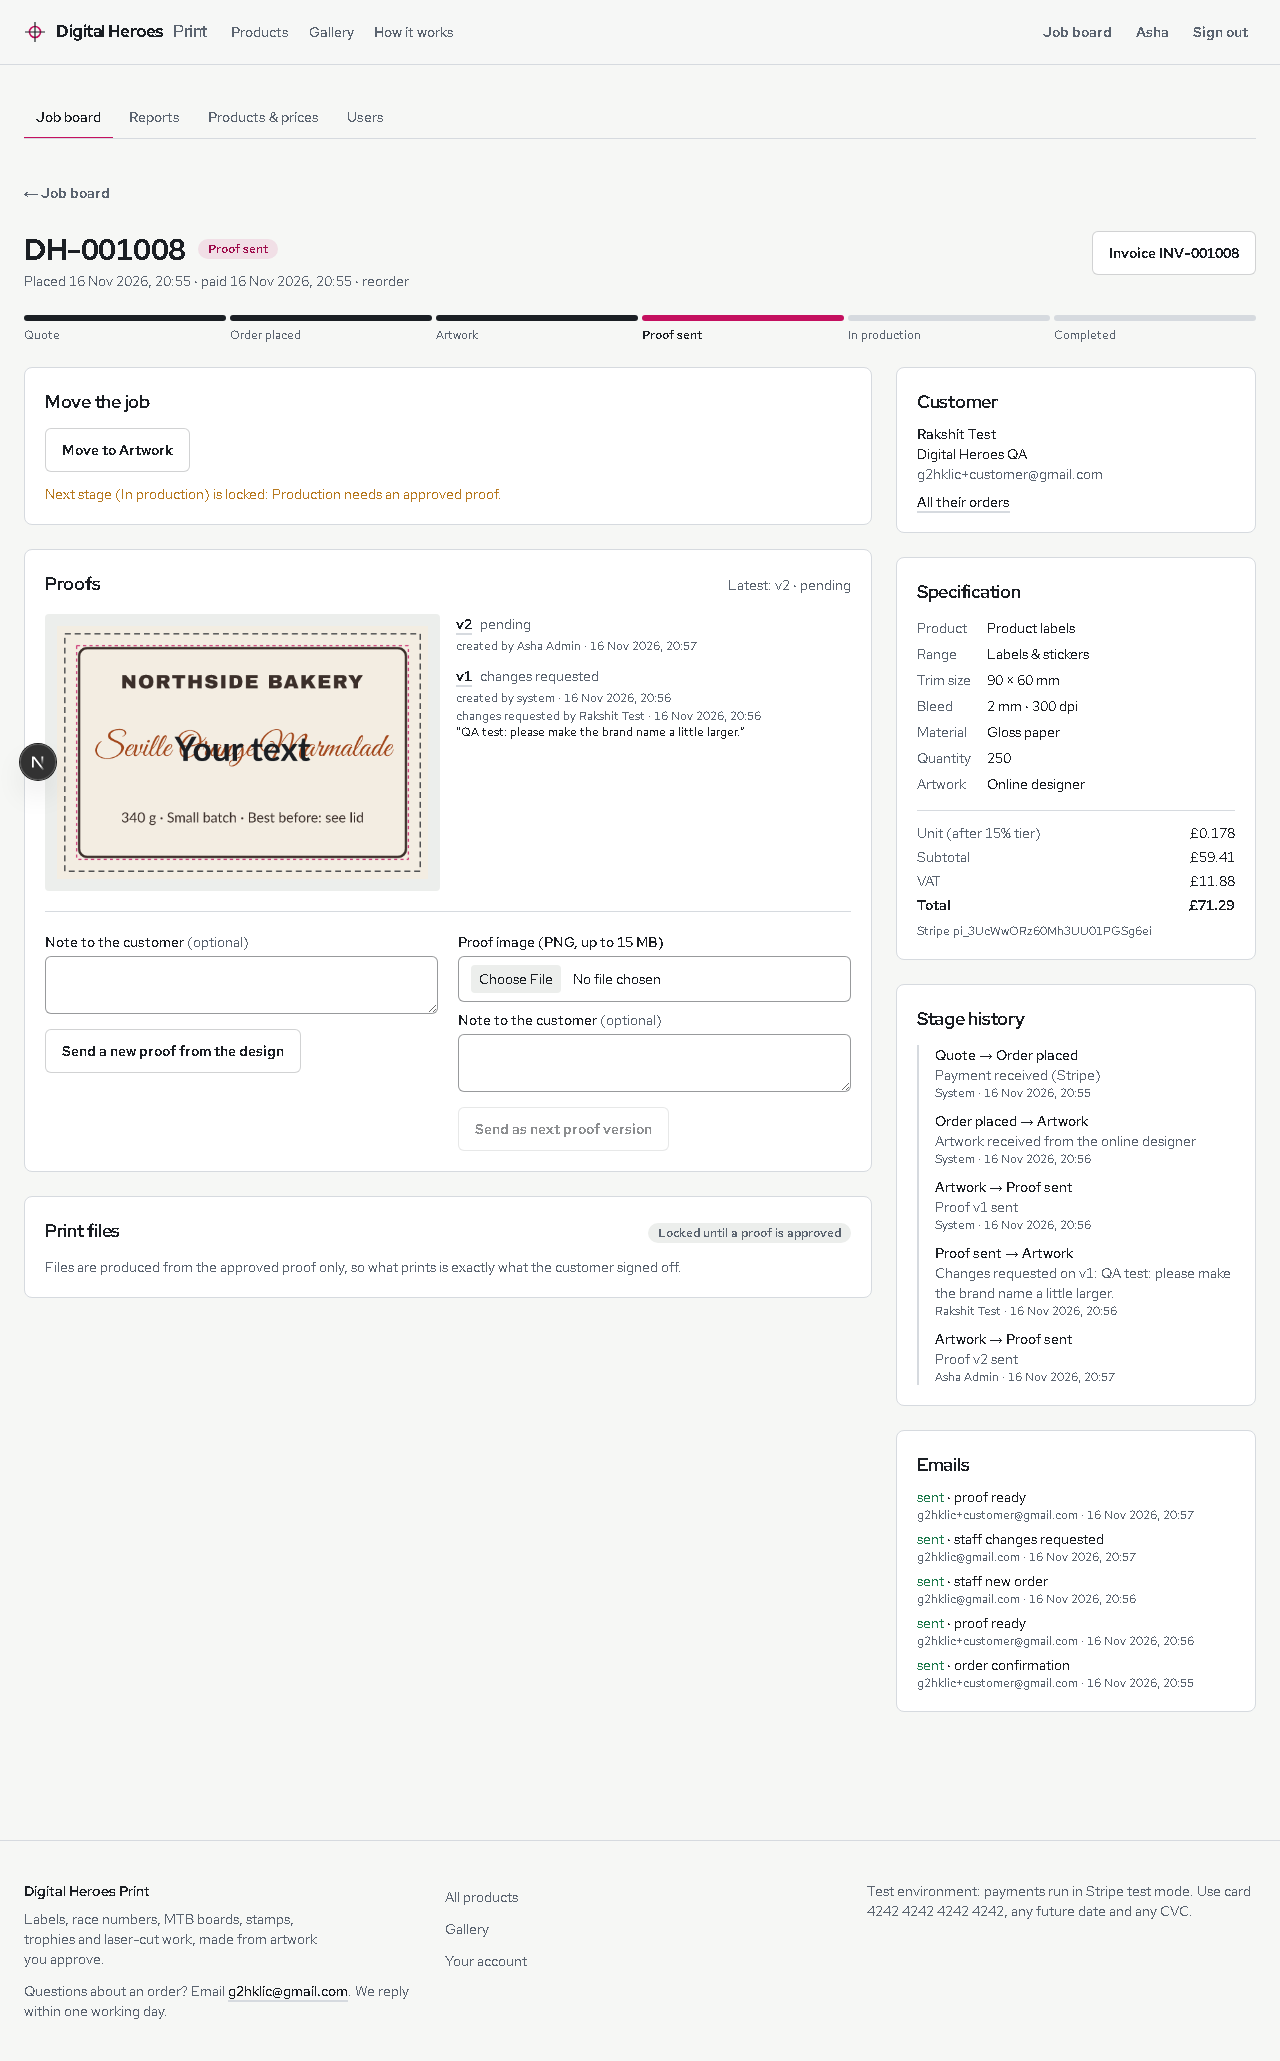 Digital Heroes Print
Products
Gallery
How it works
Job board
Asha
Sign out
Job board
Reports
Products & prices
Users
← Job board
DH-001008
Proof sent
Invoice INV-001008
Placed 16 Nov 2026, 20:55 · paid 16 Nov 2026, 20:55 · reorder
Quote
Order placed
Artwork
Proof sent
In production
Completed
Move the job
Move to Artwork
Next stage (In production) is locked: Production needs an approved proof.
Proofs
Latest: v2 · pending
NORTHSIDE BAKERY
Seville Orange Marmalade
Your text
340 g · Small batch · Best before: see lid
N
v2 pending
created by Asha Admin · 16 Nov 2026, 20:57
v1 changes requested
created by system · 16 Nov 2026, 20:56
changes requested by Rakshit Test · 16 Nov 2026, 20:56
"QA test: please make the brand name a little larger."
Note to the customer (optional)
Send a new proof from the design
Proof image (PNG, up to 15 MB)
Choose File No file chosen
Note to the customer (optional)
Send as next proof version
Print files
Locked until a proof is approved
Files are produced from the approved proof only, so what prints is exactly what the customer signed off.
Customer
Rakshit Test
Digital Heroes QA
g2hklic+customer@gmail.com
All their orders
Specification
Product Product labels
Range Labels & stickers
Trim size 90 × 60 mm
Bleed 2 mm · 300 dpi
Material Gloss paper
Quantity 250
Artwork Online designer
Unit (after 15% tier) £0.178
Subtotal £59.41
VAT £11.88
Total £71.29
Stripe pi_3UcWwORz60Mh3UU01PGSg6ei
Stage history
Quote → Order placed
Payment received (Stripe)
System · 16 Nov 2026, 20:55
Order placed → Artwork
Artwork received from the online designer
System · 16 Nov 2026, 20:56
Artwork → Proof sent
Proof v1 sent
System · 16 Nov 2026, 20:56
Proof sent → Artwork
Changes requested on v1: QA test: please make
the brand name a little larger.
Rakshit Test · 16 Nov 2026, 20:56
Artwork → Proof sent
Proof v2 sent
Asha Admin · 16 Nov 2026, 20:57
Emails
sent · proof ready
g2hklic+customer@gmail.com · 16 Nov 2026, 20:57
sent · staff changes requested
g2hklic@gmail.com · 16 Nov 2026, 20:57
sent · staff new order
g2hklic@gmail.com · 16 Nov 2026, 20:56
sent · proof ready
g2hklic+customer@gmail.com · 16 Nov 2026, 20:56
sent · order confirmation
g2hklic+customer@gmail.com · 16 Nov 2026, 20:55
Digital Heroes Print
Labels, race numbers, MTB boards, stamps,
trophies and laser-cut work, made from artwork
you approve.
Questions about an order? Email g2hklic@gmail.com. We reply
within one working day.
All products
Gallery
Your account
Test environment: payments run in Stripe test mode. Use card
4242 4242 4242 4242, any future date and any CVC.